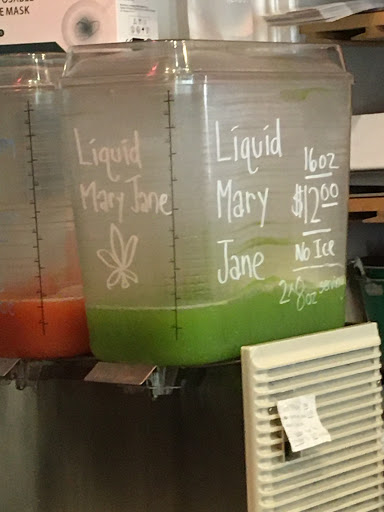 E MASK
Liquid
Mary Jane
Liquid
Mary
Jane
16oz
$12.00
No Ice
2x8oz